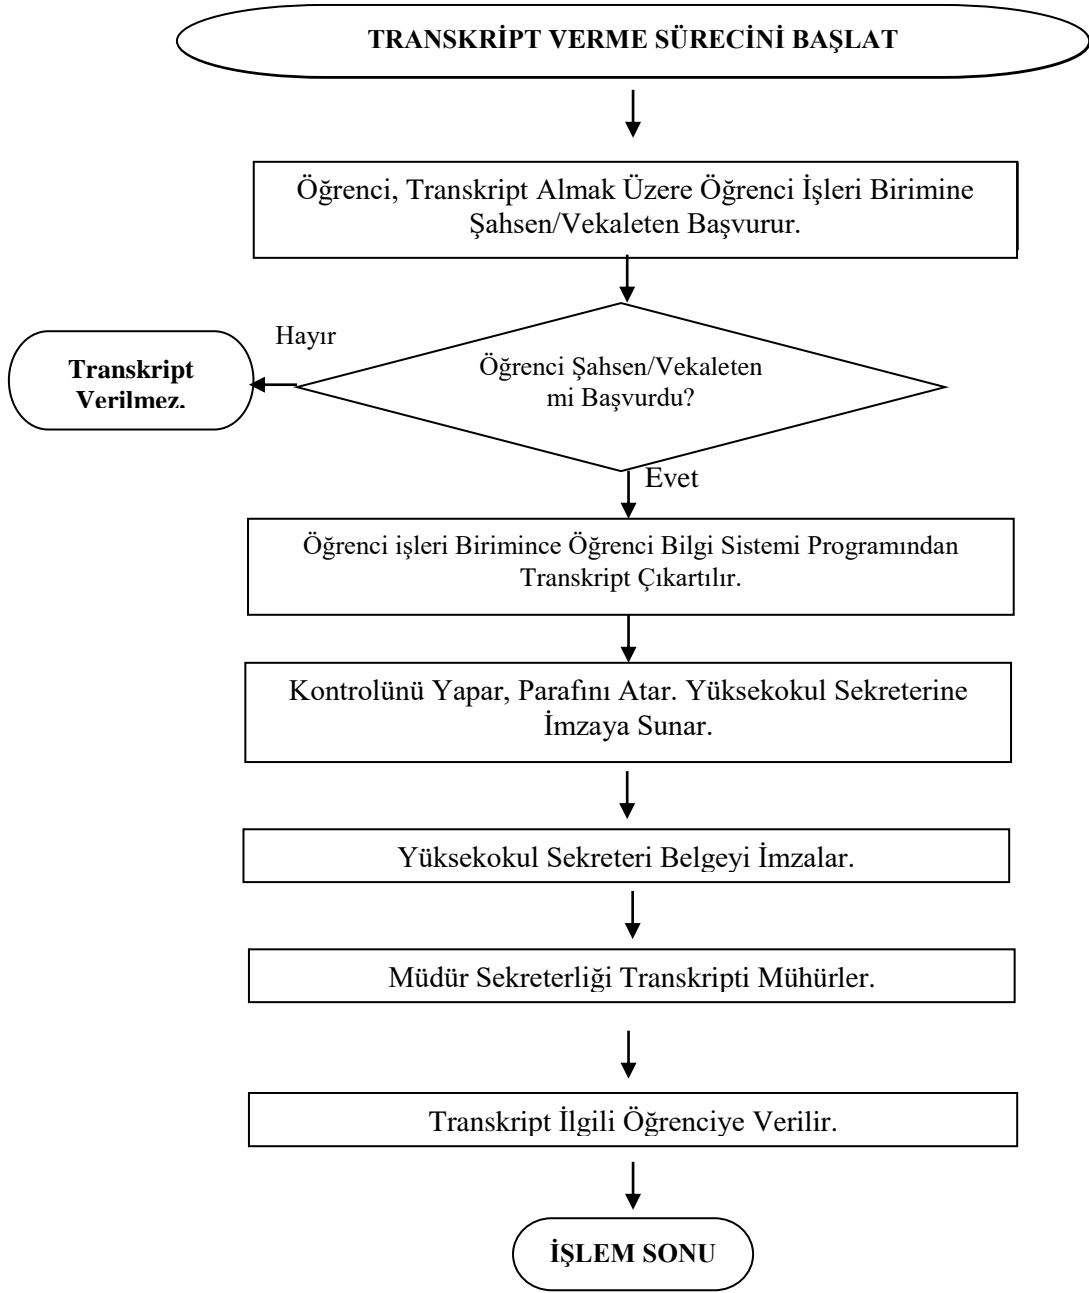 TRANSKRİPT VERME SÜRECİNİ BAŞLAT
Öğrenci, Transkript Almak Üzere Öğrenci İşleri Birimine
Şahsen/Vekaleten Başvurur.
Hayır
Transkript
Verilmez.
Öğrenci Şahsen/Vekaleten
mi Başvurdu?
Evet
Öğrenci işleri Birimince Öğrenci Bilgi Sistemi Programından
Transkript Çıkartılır.
Kontrolünü Yapar, Parafını Atar. Yüksekokul Sekreterine
İmzaya Sunar.
Yüksekokul Sekreteri Belgeyi İmzalar.
Müdür Sekreterliği Transkripti Mühürler.
Transkript İlgili Öğrenciye Verilir.
İŞLEM SONU